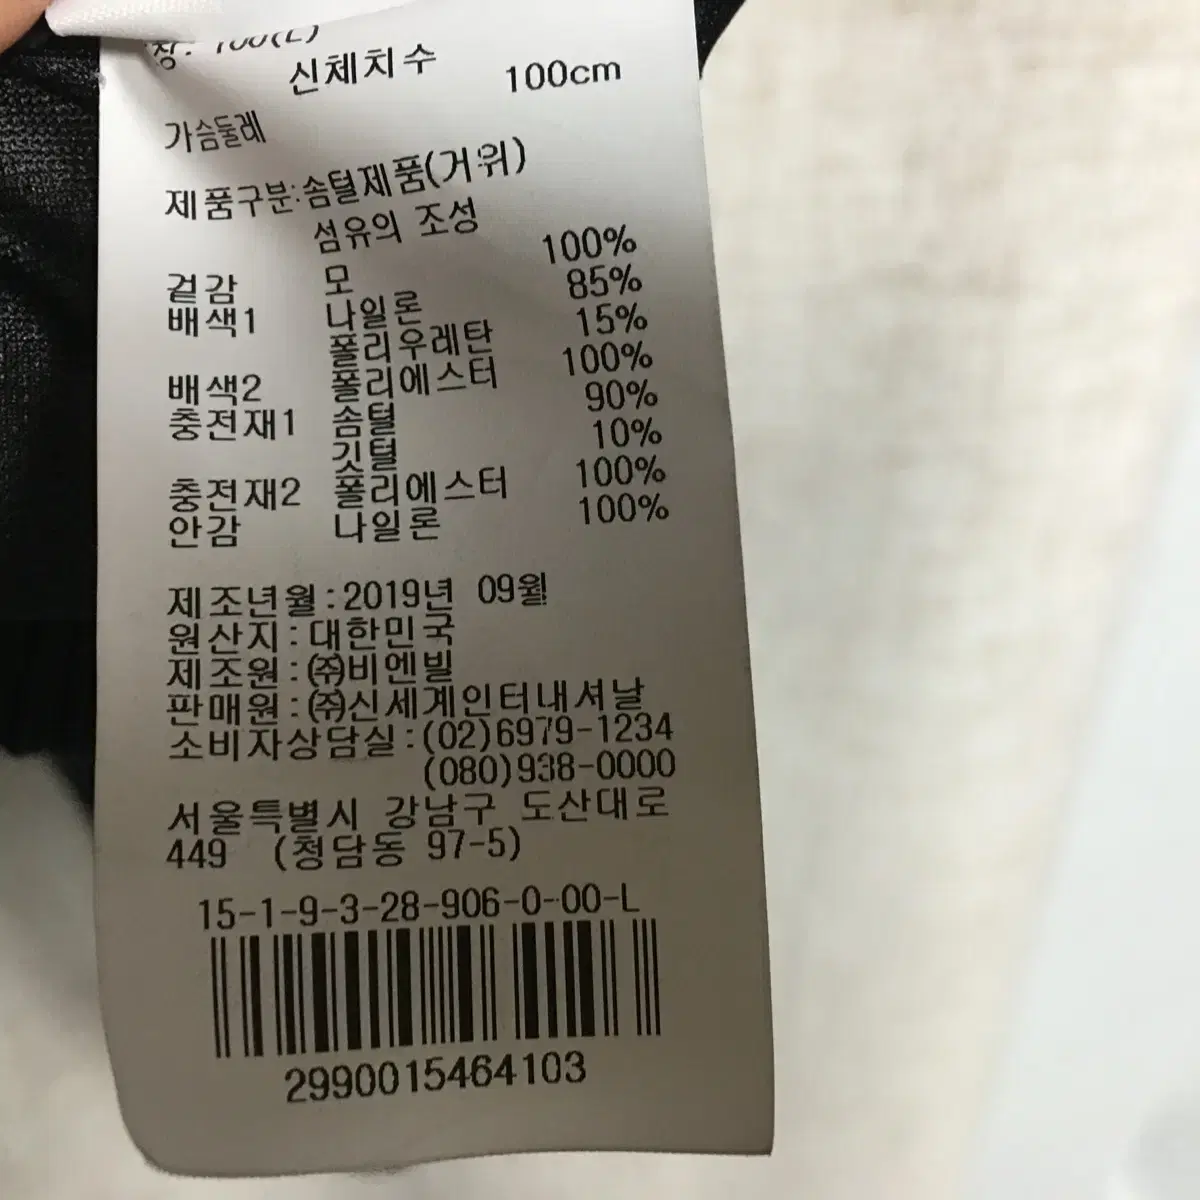 100(L)
신체치수
가슴둘레 100cm
제품구분:솜털제품(거위)
섬유의 조성
겉감 모 100%
배색1 나일론 85%
폴리우레탄 15%
배색2 폴리에스터 100%
충전재1 솜털 90%
깃털 10%
충전재2 폴리에스터 100%
안감 나일론 100%
제조년월:2019년 09월
원산지:대한민국
제조원:㈜비엔빌
판매원:㈜신세계인터내셔날
소비자상담실:(02)6979-1234
(080)938-0000
서울특별시 강남구 도산대로
449 (청담동 97-5)
15-1-9-3-28-906-0-00-L
2990015464103